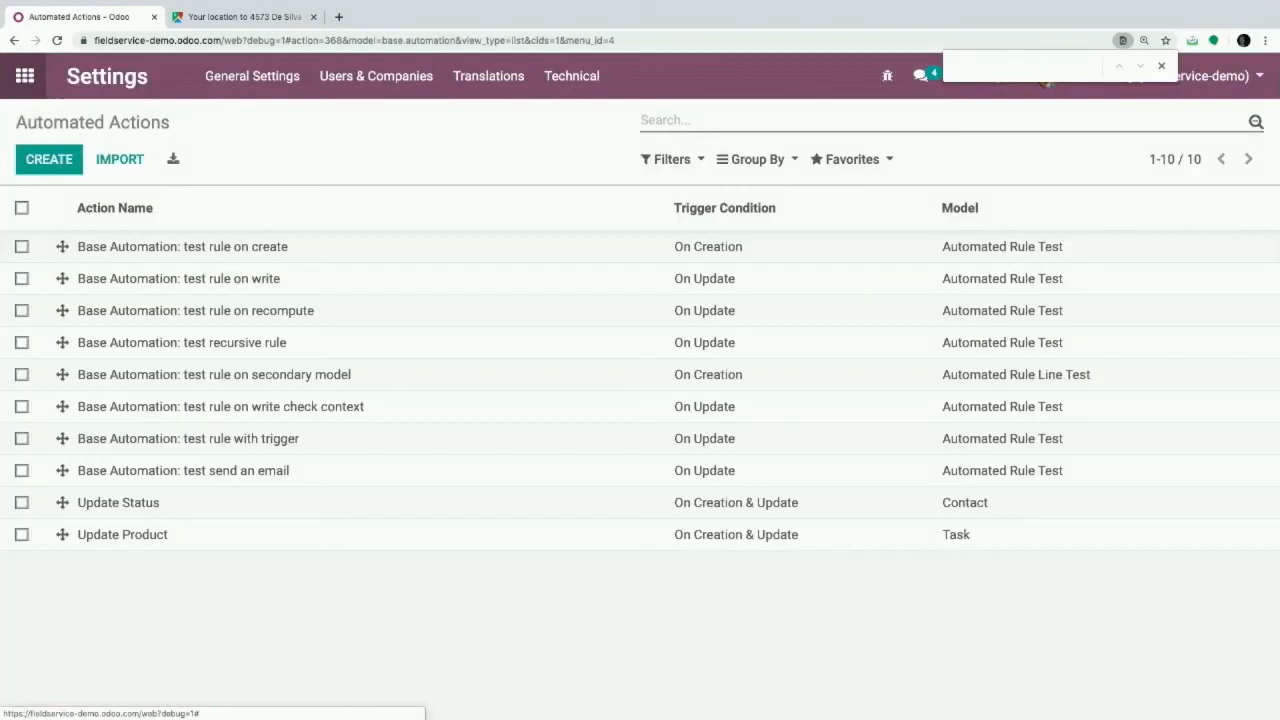 Automated Actions - Odoo
Your location to 4573 De Silva
fieldservice-demo.odoo.com/web?debug=1#action=368&model=base.automation&view_type=list&cids=1&menu_id=4
Settings
General Settings
Users & Companies
Translations
Technical
4
service-demo)
Automated Actions
Search...
CREATE
IMPORT
Filters
Group By
Favorites
1-10 / 10
Action Name Trigger Condition Model
Base Automation: test rule on create On Creation Automated Rule Test
Base Automation: test rule on write On Update Automated Rule Test
Base Automation: test rule on recompute On Update Automated Rule Test
Base Automation: test recursive rule On Update Automated Rule Test
Base Automation: test rule on secondary model On Creation Automated Rule Line Test
Base Automation: test rule on write check context On Update Automated Rule Test
Base Automation: test rule with trigger On Update Automated Rule Test
Base Automation: test send an email On Update Automated Rule Test
Update Status On Creation & Update Contact
Update Product On Creation & Update Task
https://fieldservice-demo.odoo.com/web?debug=1#